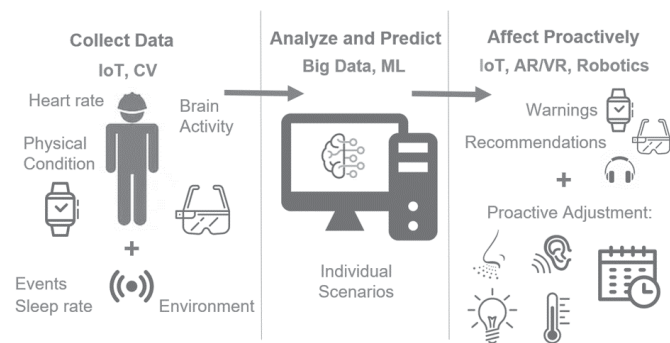 Collect Data
IoT, CV
Heart rate
Brain
Activity
Physical
Condition
+
Events
Sleep rate
Environment
Analyze and Predict
Big Data, ML
Individual
Scenarios
Affect Proactively
IoT, AR/VR, Robotics
Warnings
Recommendations
+
Proactive Adjustment: